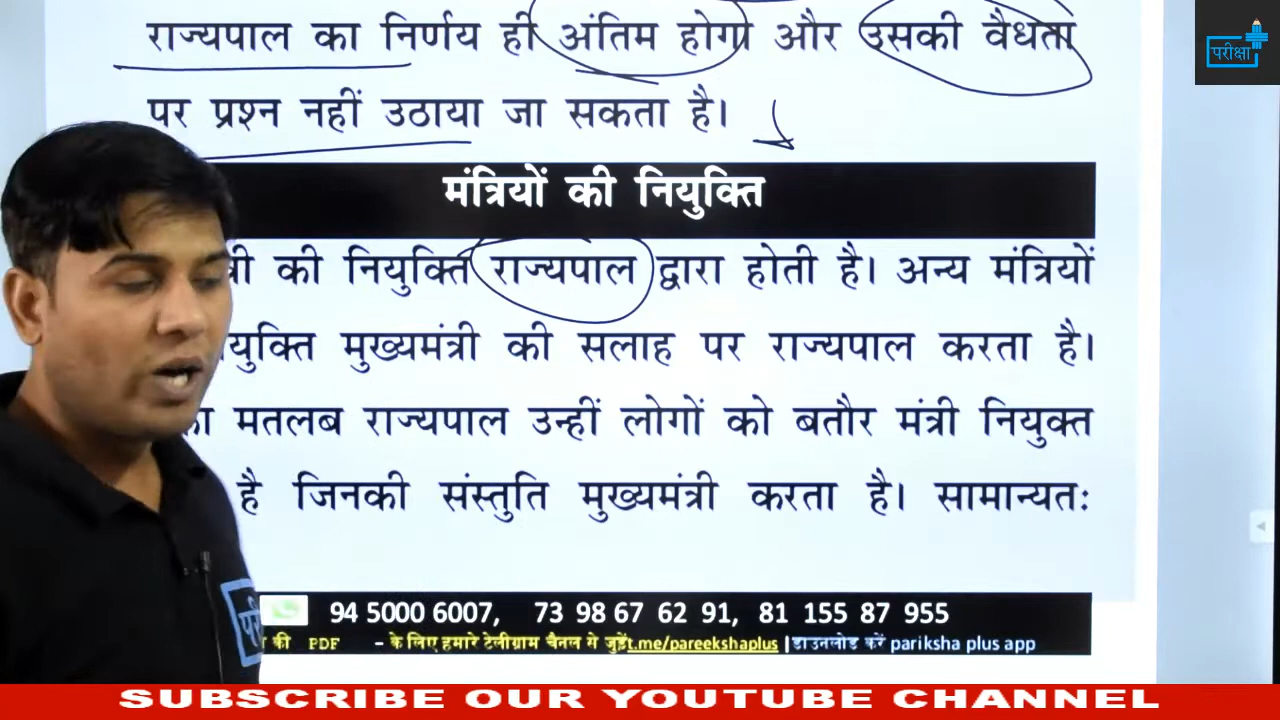 राज्यपाल का निर्णय ही अंतिम होगा और उसकी वैधता
परीक्षा
पर प्रश्न नहीं उठाया जा सकता है।
मंत्रियों की नियुक्ति
की नियुक्ति राज्यपाल द्वारा होती है। अन्य मंत्रियों
मुख्यमंत्री की सलाह पर राज्यपाल करता है।
मतलब राज्यपाल उन्हीं लोगों को बतौर मंत्री नियुक्त
है जिनकी संस्तुति मुख्यमंत्री करता है। सामान्यतः
94 5000 6007, 73 98 67 62 91, 81 155 87 955
की PDF – के लिए हमारे टेलीग्राम चैनल से जुड़ें t.me/pareekshaplus | डाउनलोड करें pariksha plus app
SUBSCRIBE OUR YOUTUBE CHANNEL